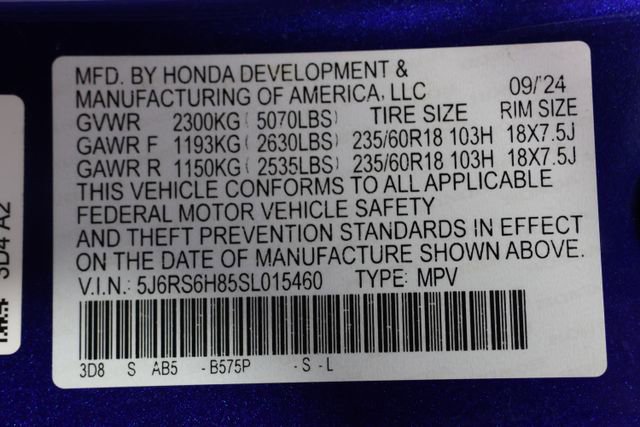 MFD. BY HONDA DEVELOPMENT &
MANUFACTURING OF AMERICA, LLC 09/'24
GVWR 2300KG ( 5070LBS) TIRE SIZE RIM SIZE
GAWR F 1193KG ( 2630LBS) 235/60R18 103H 18X7.5J
GAWR R 1150KG ( 2535LBS) 235/60R18 103H 18X7.5J
THIS VEHICLE CONFORMS TO ALL APPLICABLE
FEDERAL MOTOR VEHICLE SAFETY
AND THEFT PREVENTION STANDARDS IN EFFECT
ON THE DATE OF MANUFACTURE SHOWN ABOVE.
V.I.N.: 5J6RS6H85SL015460 TYPE: MPV
3D8 S AB5 -B575P -S-L
3D4 A2